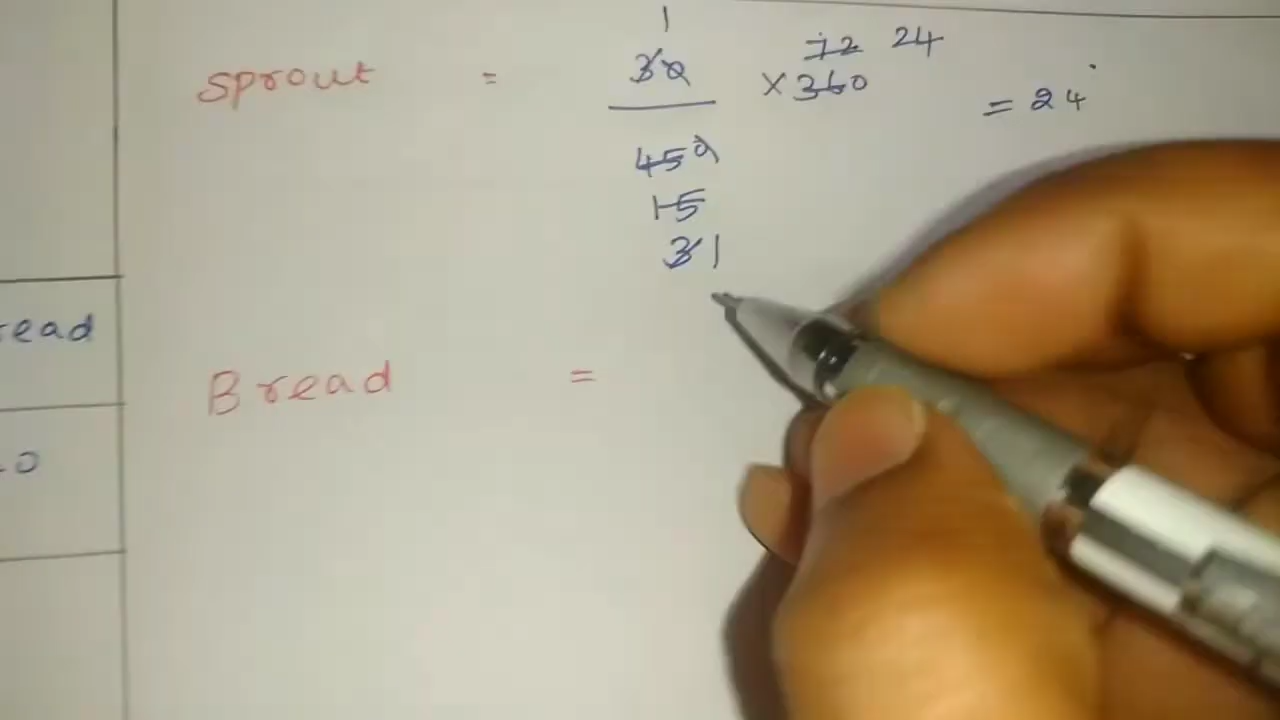 1
sprout = 30 × 360 72 24 = 24°
450
15
3 1
read
Bread =
0